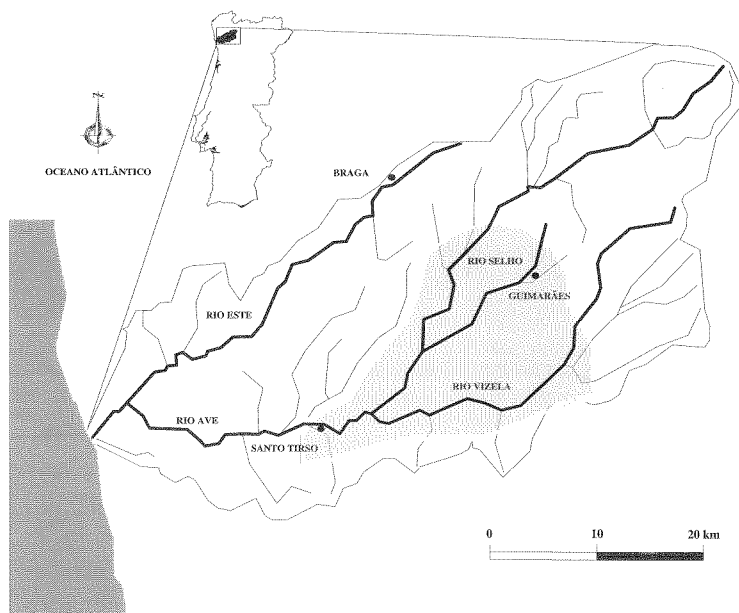 N
OCEANO ATLÂNTICO
BRAGA
RIO SELHO
GUIMARÃES
RIO ESTE
RIO VIZELA
RIO AVE
SANTO TIRSO
0 10 20 km